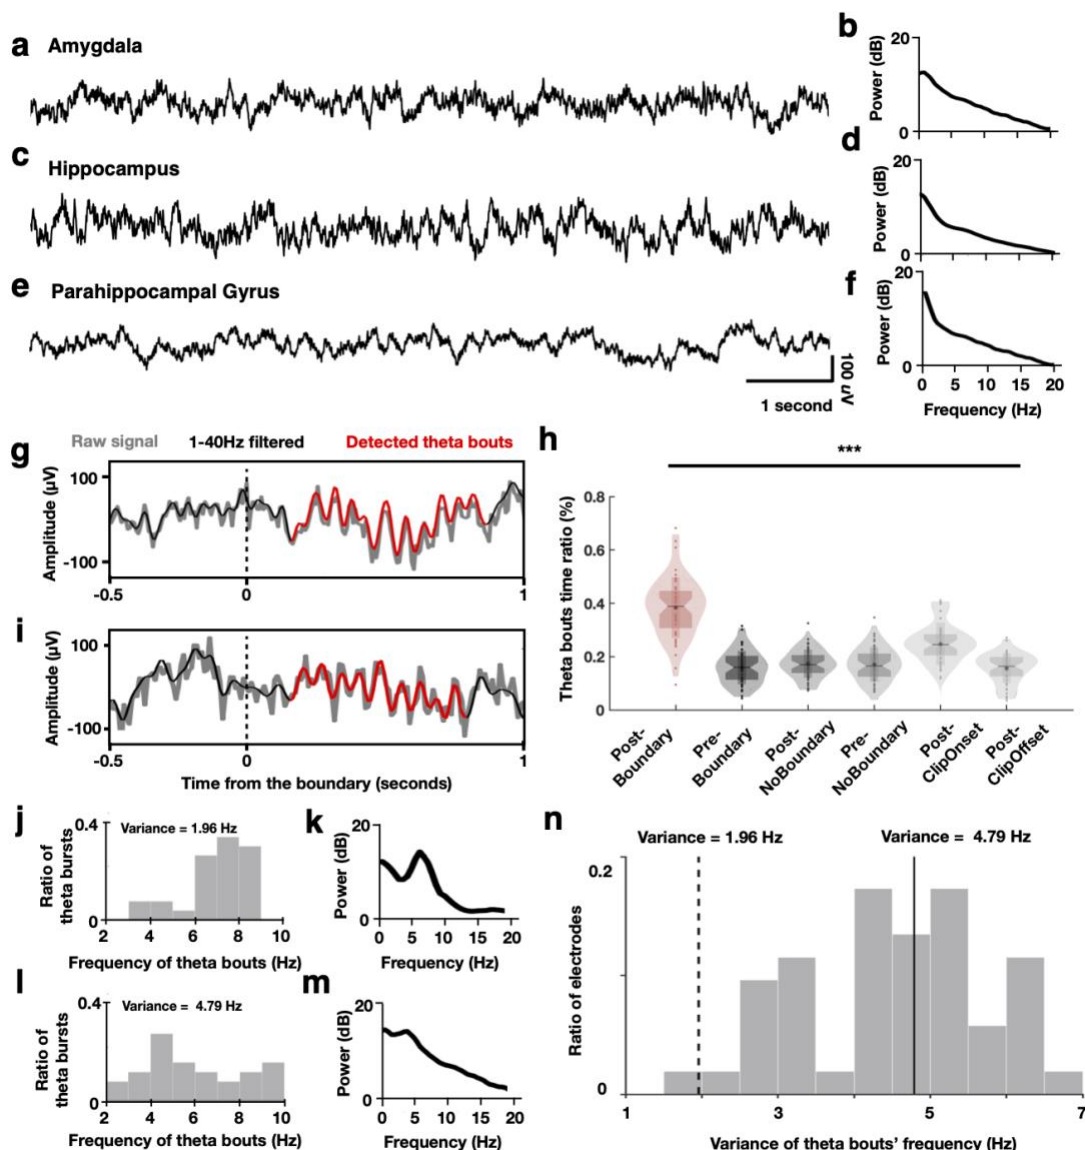 a Amygdala
b
20
Power (dB)
0
c Hippocampus
d
20
Power (dB)
0
e Parahippocampal Gyrus
f
20
Power (dB)
0
0 5 10 15 20
Frequency (Hz)
100 uV
1 second
g
Raw signal 1-40Hz filtered Detected theta bouts
Amplitude (µV)
100
-100
-0.5 0 1
i
Amplitude (µV)
100
-100
-0.5 0 1
Time from the boundary (seconds)
h
***
Theta bouts time ratio (%)
0.8
0.6
0.4
0.2
0
Post-
Boundary
Pre-
Boundary
Post-
NoBoundary
Pre-
NoBoundary
Post-
ClipOnset
Post-
ClipOffset
j
Variance = 1.96 Hz
Ratio of
theta bursts
0.4
0
2 4 6 8 10
Frequency of theta bouts (Hz)
k
Power (dB)
20
0
0 5 10 15 20
Frequency (Hz)
l
Variance = 4.79 Hz
Ratio of
theta bursts
0.4
0
2 4 6 8 10
Frequency of theta bouts (Hz)
m
Power (dB)
20
0
0 5 10 15 20
Frequency (Hz)
n
Variance = 1.96 Hz Variance = 4.79 Hz
Ratio of electrodes
0.2
0
1 3 5 7
Variance of theta bouts' frequency (Hz)